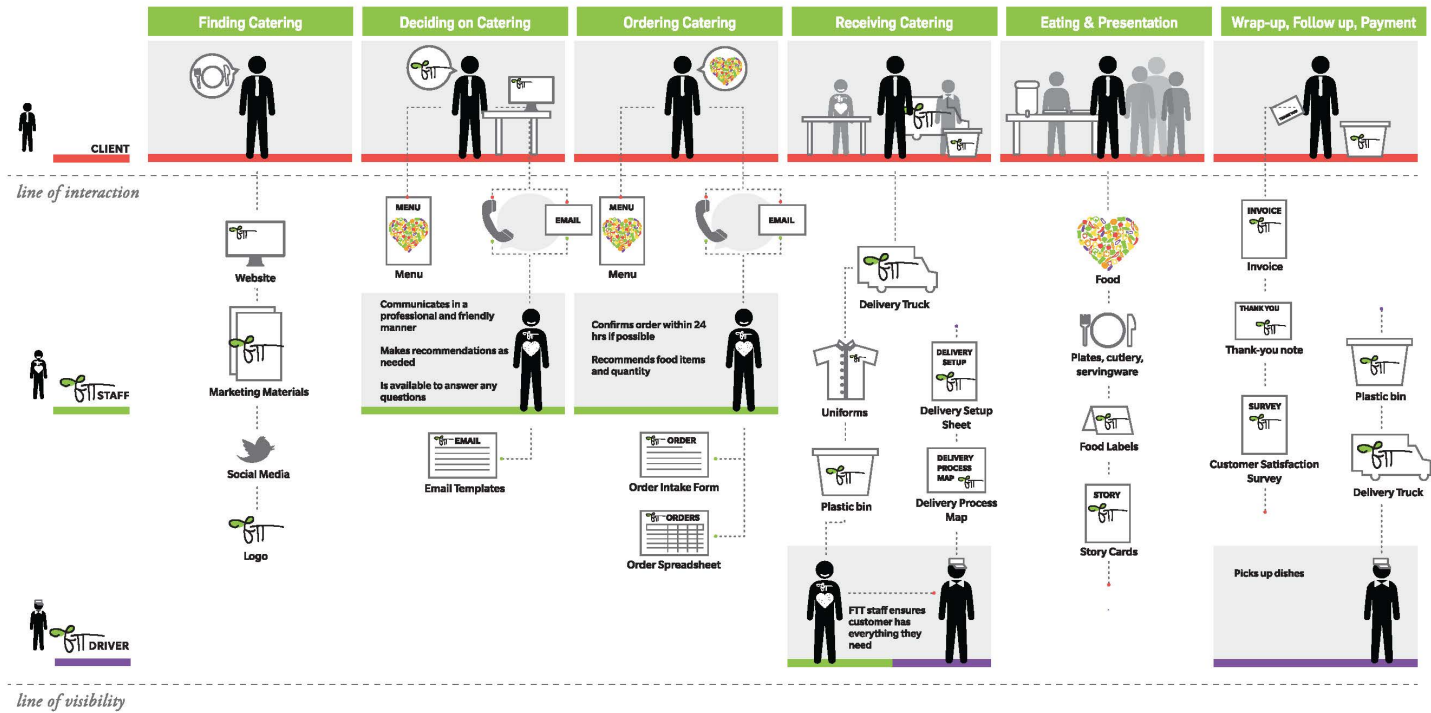 Finding Catering
Deciding on Catering
Ordering Catering
Receiving Catering
Eating & Presentation
Wrap-up, Follow up, Payment
CLIENT
line of interaction
Website
Marketing Materials
Social Media
Logo
MENU
Menu
EMAIL
Communicates in a
professional and friendly
manner
Makes recommendations as
needed
Is available to answer any
questions
EMAIL
Email Templates
MENU
Menu
EMAIL
Confirms order within 24
hrs if possible
Recommends food items
and quantity
ORDER
Order Intake Form
ORDERS
Order Spreadsheet
Delivery Truck
Uniforms
Plastic bin
DELIVERY
SETUP
Delivery Setup
Sheet
DELIVERY
PROCESS
MAP
Delivery Process
Map
FTT staff ensures
customer has
everything they
need
Food
Plates, cutlery,
servingware
Food Labels
STORY
Story Cards
THANK YOU
INVOICE
Invoice
THANK YOU
Thank-you note
SURVEY
Customer Satisfaction
Survey
Plastic bin
Delivery Truck
Picks up dishes
STAFF
DRIVER
line of visibility